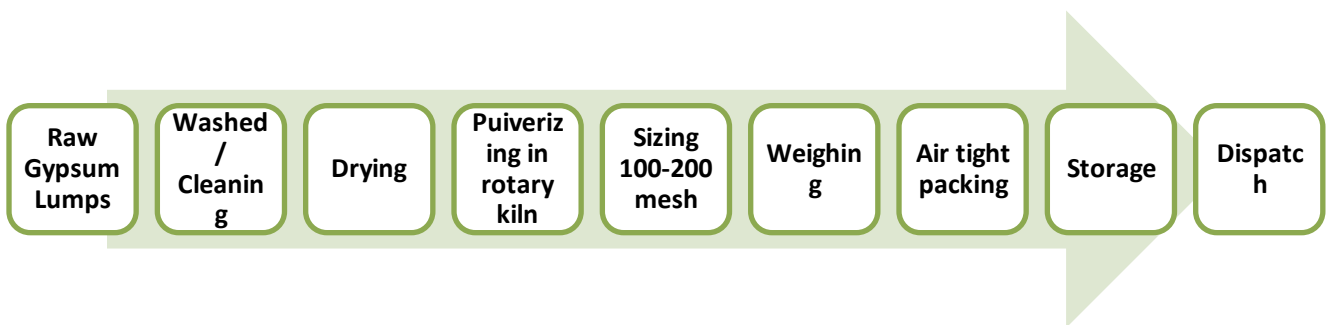 Raw
Gypsum
Lumps
Washed
/
Cleanin
g
Drying
Puiveriz
ing in
rotary
kiln
Sizing
100-200
mesh
Weighin
g
Air tight
packing
Storage
Dispatc
h